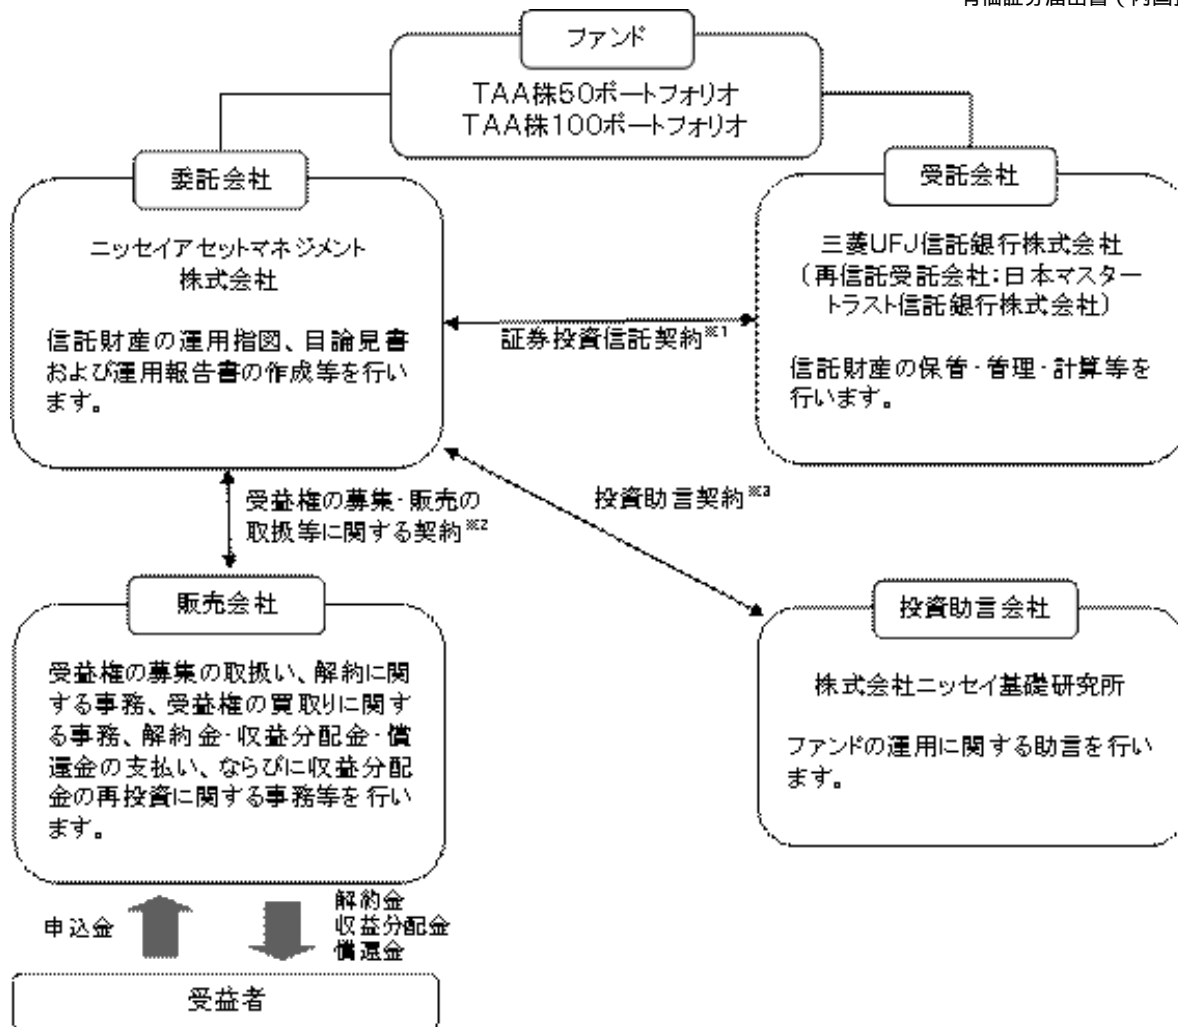 有価証券届出書(内国
ファンド
TAA株50ポートフォリオ
TAA株100ポートフォリオ
委託会社
ニッセイアセットマネジメント
株式会社
信託財産の運用指図、目論見書
および運用報告書の作成等を行い
ます。
受託会社
三菱UFJ信託銀行株式会社
(再信託受託会社:日本マスター
トラスト信託銀行株式会社)
信託財産の保管・管理・計算等を
行います。
証券投資信託契約※1
受益権の募集・販売の
取扱等に関する契約※2
投資助言契約※3
販売会社
受益権の募集の取扱い、解約に関
する事務、受益権の買取りに関す
る事務、解約金・収益分配金・償
還金の支払い、ならびに収益分配
金の再投資に関する事務等を行い
ます。
投資助言会社
株式会社ニッセイ基礎研究所
ファンドの運用に関する助言を行い
ます。
申込金
解約金
収益分配金
償還金
受益者